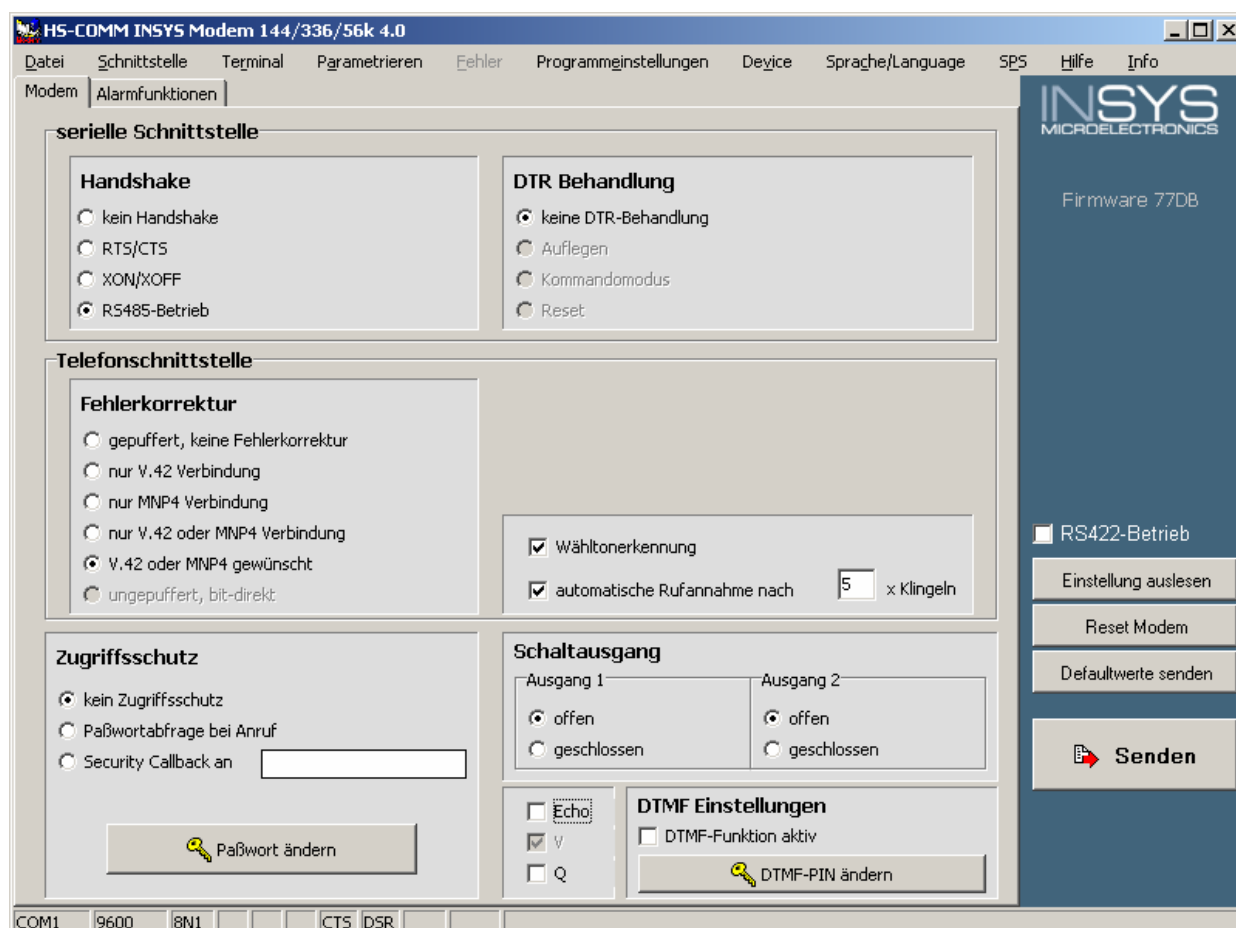 HS-COMM INSYS Modem 144/336/56k 4.0
Datei Schnittstelle Terminal Parametrieren Fehler Programmeinstellungen Device Sprache/Language SPS Hilfe Info
Modem Alarmfunktionen
INSYS
MICROELECTRONICS
Firmware 77DB
serielle Schnittstelle
Handshake
kein Handshake
RTS/CTS
XON/XOFF
RS485-Betrieb
DTR Behandlung
keine DTR-Behandlung
Auflegen
Kommandomodus
Reset
Telefonschnittstelle
Fehlerkorrektur
gepuffert, keine Fehlerkorrektur
nur V.42 Verbindung
nur MNP4 Verbindung
nur V.42 oder MNP4 Verbindung
V.42 oder MNP4 gewünscht
ungepuffert, bit-direkt
Wähltonerkennung
automatische Rufannahme nach 5 x Klingeln
RS422-Betrieb
Einstellung auslesen
Reset Modem
Defaultwerte senden
Senden
Zugriffsschutz
kein Zugriffsschutz
Paßwortabfrage bei Anruf
Security Callback an
Paßwort ändern
Schaltausgang
Ausgang 1
offen
geschlossen
Ausgang 2
offen
geschlossen
Echo
V
Q
DTMF Einstellungen
DTMF-Funktion aktiv
DTMF-PIN ändern
COM1 9600 8N1 CTS DSR